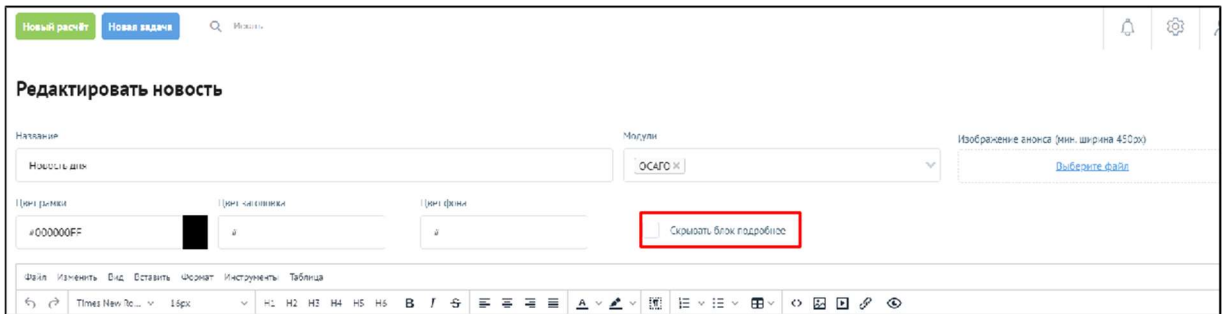 Новый расчёт Новая задача Искать
Редактировать новость
Название Модули Изображение анонса (мин. ширина 450px)
Новость дня ОСАГО × Выберите файл
Цвет рамки Цвет заголовка Цвет фона
#000000FF # # Скрывать блок подробнее
Файл Изменить Вид Вставить Формат Инструменты Таблица
Times New Ro... 16px H1 H2 H3 H4 H5 H6 B I S A